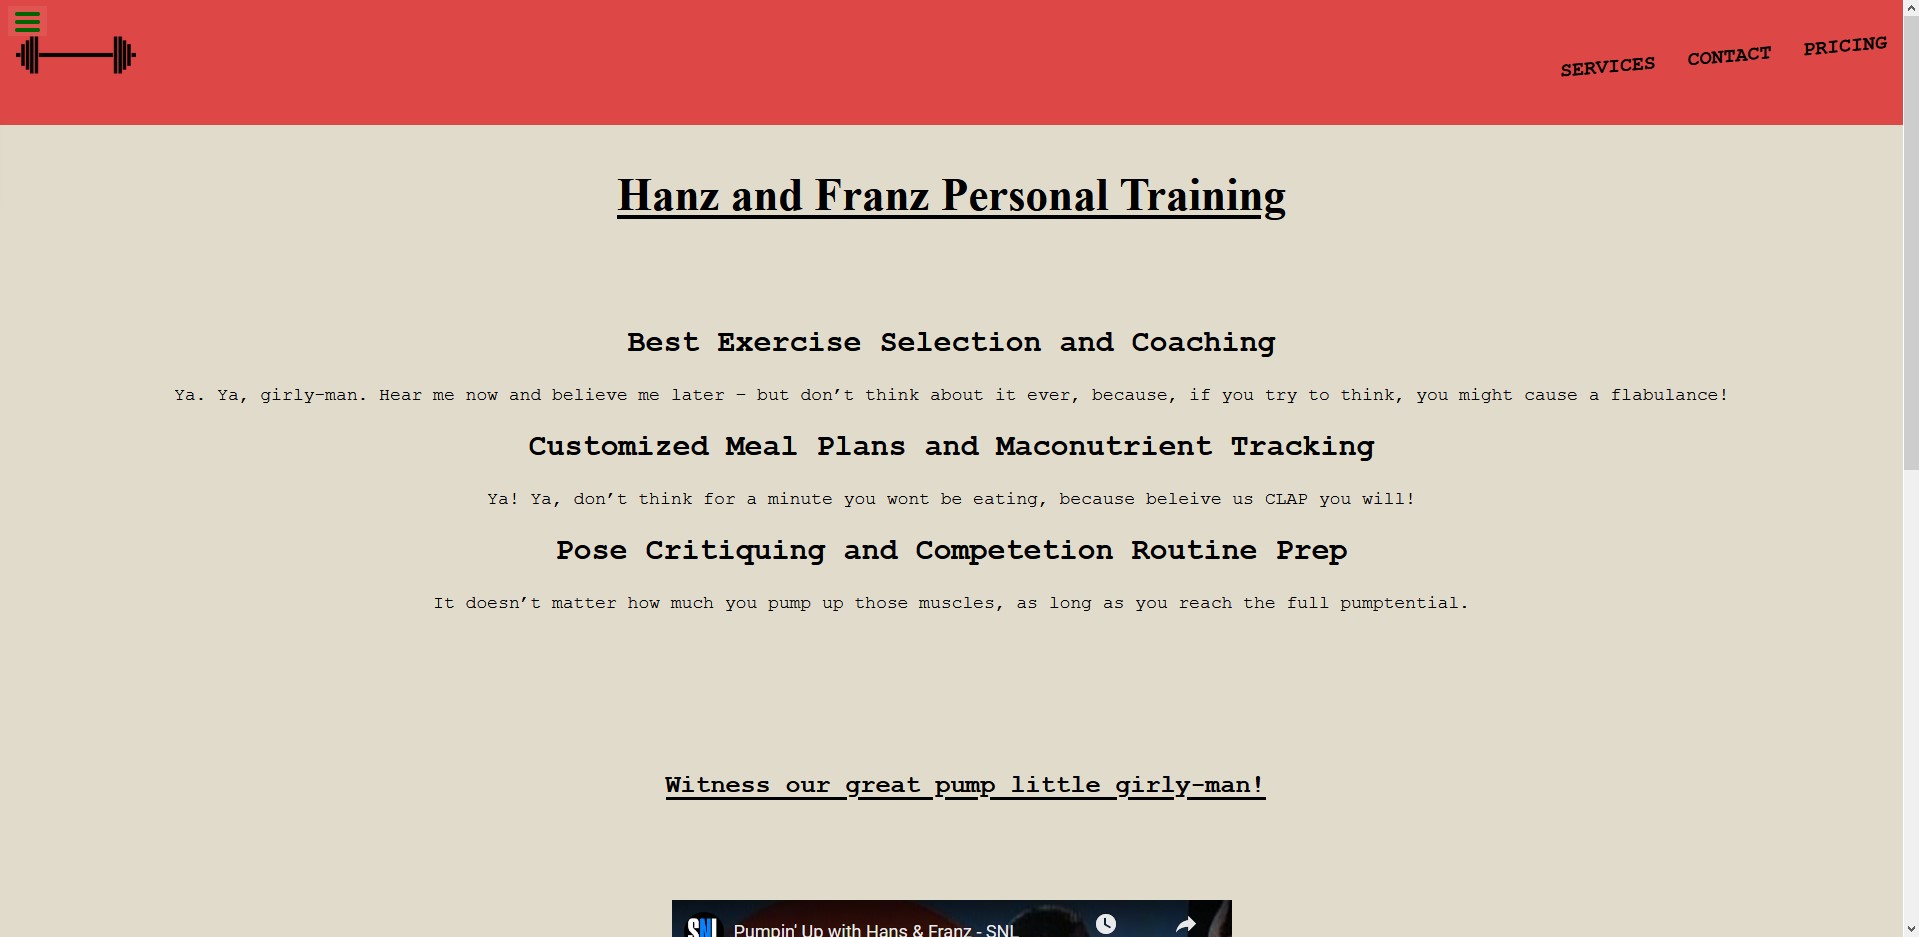 SERVICES CONTACT PRICING
Hanz and Franz Personal Training
Best Exercise Selection and Coaching
Ya. Ya, girly-man. Hear me now and believe me later – but don’t think about it ever, because, if you try to think, you might cause a flabulance!
Customized Meal Plans and Maconutrient Tracking
Ya! Ya, don’t think for a minute you wont be eating, because beleive us CLAP you will!
Pose Critiquing and Competetion Routine Prep
It doesn’t matter how much you pump up those muscles, as long as you reach the full pumptential.
Witness our great pump little girly-man!
SNL Pumpin' Up with Hans & Franz - SNL